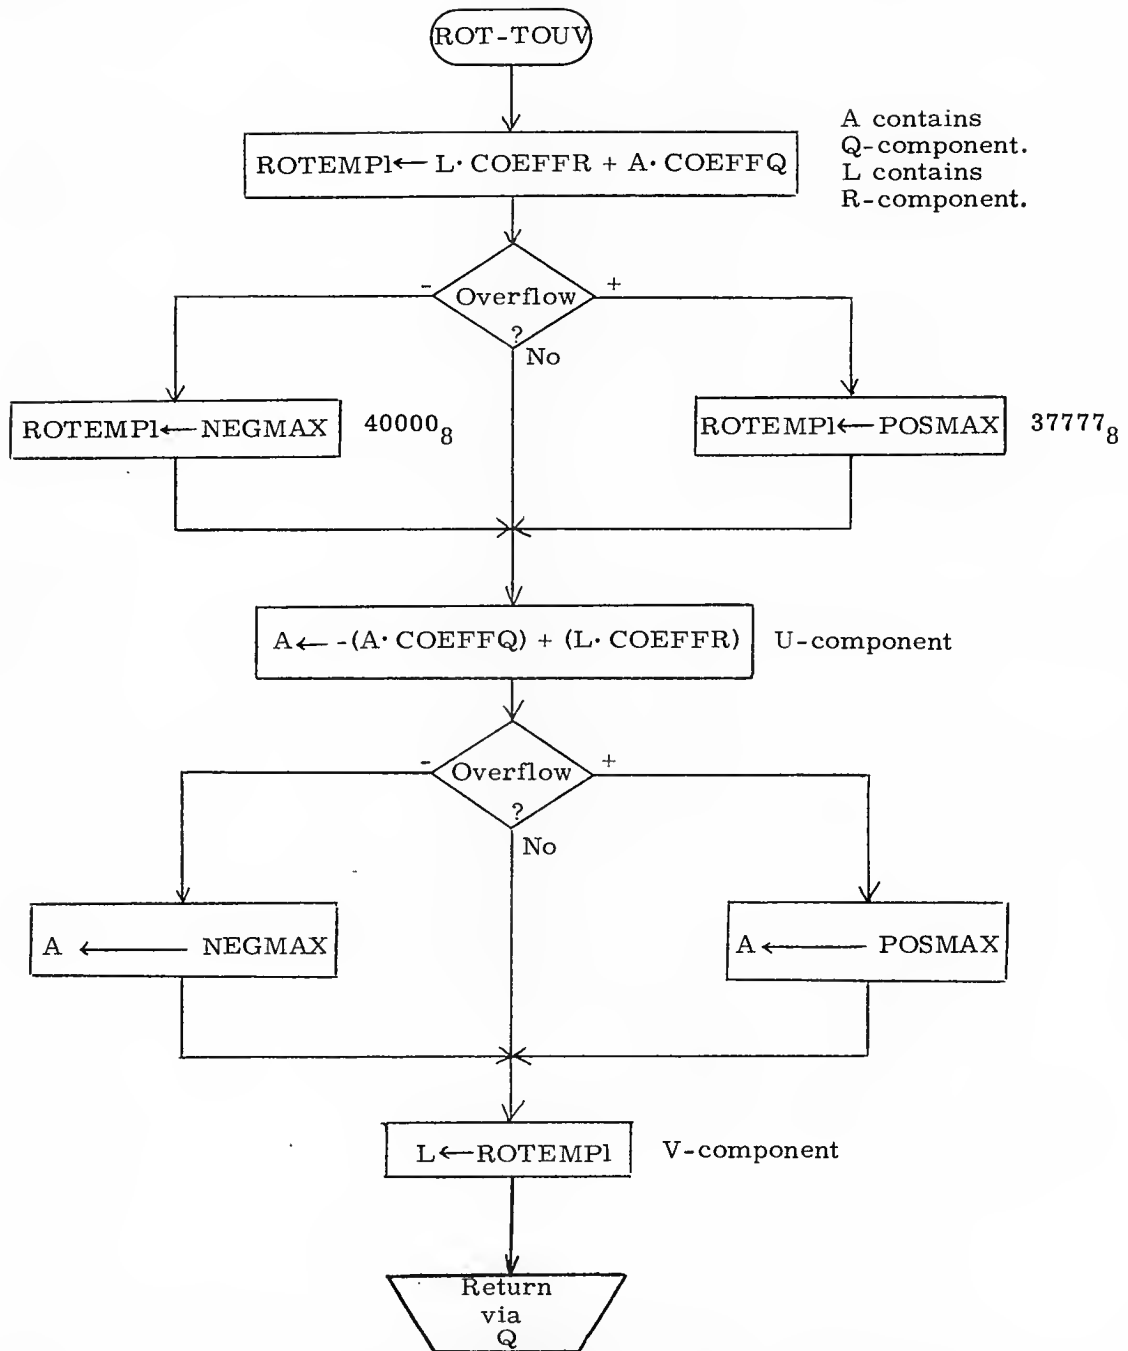 ROT-TOUV
ROTEMP1← L·COEFFR + A·COEFFQ
A contains
Q-component.
L contains
R-component.
-
Overflow
?
+
No
ROTEMP1←NEGMAX
40000₈
ROTEMP1←POSMAX
37777₈
A← -(A·COEFFQ) + (L·COEFFR)
U-component
-
Overflow
?
+
No
A ← NEGMAX
A ← POSMAX
L←ROTEMP1
V-component
Return
via
Q